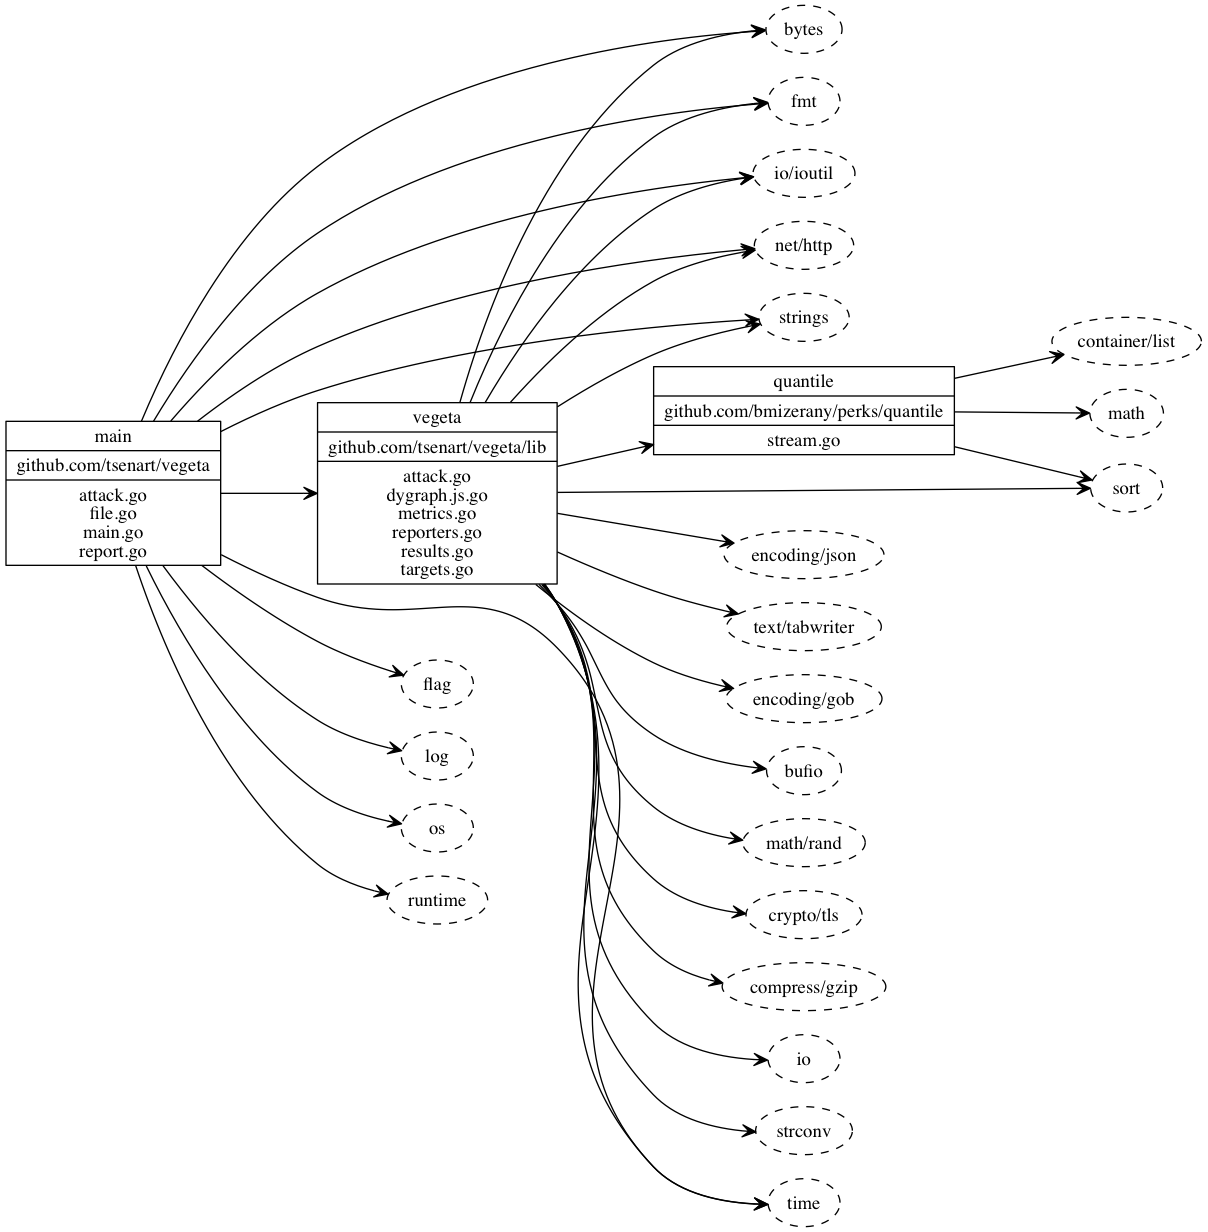 bytes
fmt
io/ioutil
net/http
strings
container/list
quantile
github.com/bmizerany/perks/quantile
stream.go
math
sort
main
github.com/tsenart/vegeta
attack.go
file.go
main.go
report.go
vegeta
github.com/tsenart/vegeta/lib
attack.go
dygraph.js.go
metrics.go
reporters.go
results.go
targets.go
encoding/json
text/tabwriter
flag
encoding/gob
log
bufio
os
math/rand
runtime
crypto/tls
compress/gzip
io
strconv
time